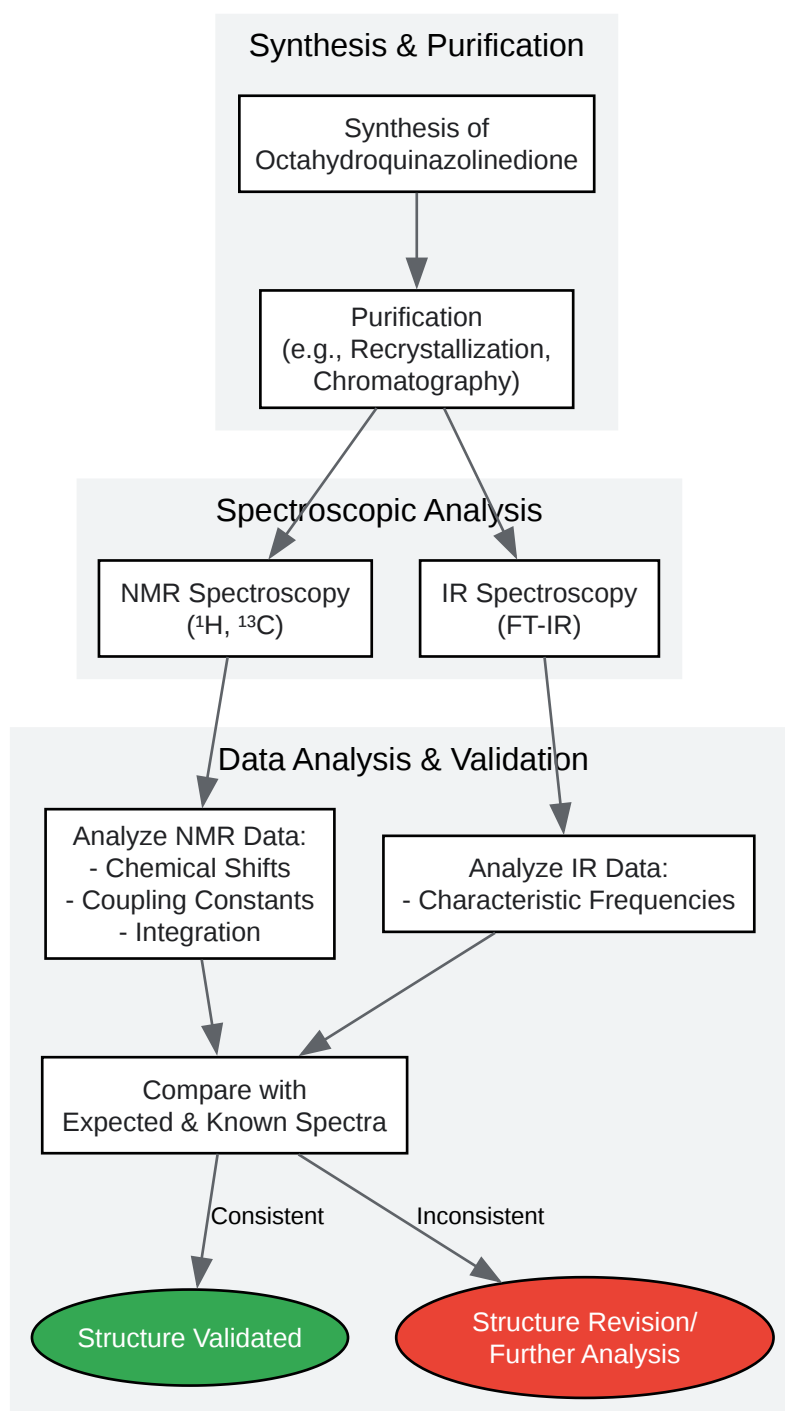 Synthesis & Purification
Synthesis of
Octahydroquinazolinedione
Purification
(e.g., Recrystallization,
Chromatography)
Spectroscopic Analysis
NMR Spectroscopy
(¹H, ¹³C)
IR Spectroscopy
(FT-IR)
Data Analysis & Validation
Analyze NMR Data:
- Chemical Shifts
- Coupling Constants
- Integration
Analyze IR Data:
- Characteristic Frequencies
Compare with
Expected & Known Spectra
Consistent
Inconsistent
Structure Validated
Structure Revision/
Further Analysis